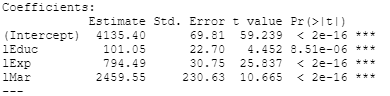 Coefficients:
Estimate Std. Error t value Pr(>|t|)
(Intercept) 4135.40 69.81 59.239 < 2e-16 ***
lEduc 101.05 22.70 4.452 8.51e-06 ***
lExp 794.49 30.75 25.837 < 2e-16 ***
lMar 2459.55 230.63 10.665 < 2e-16 ***
---